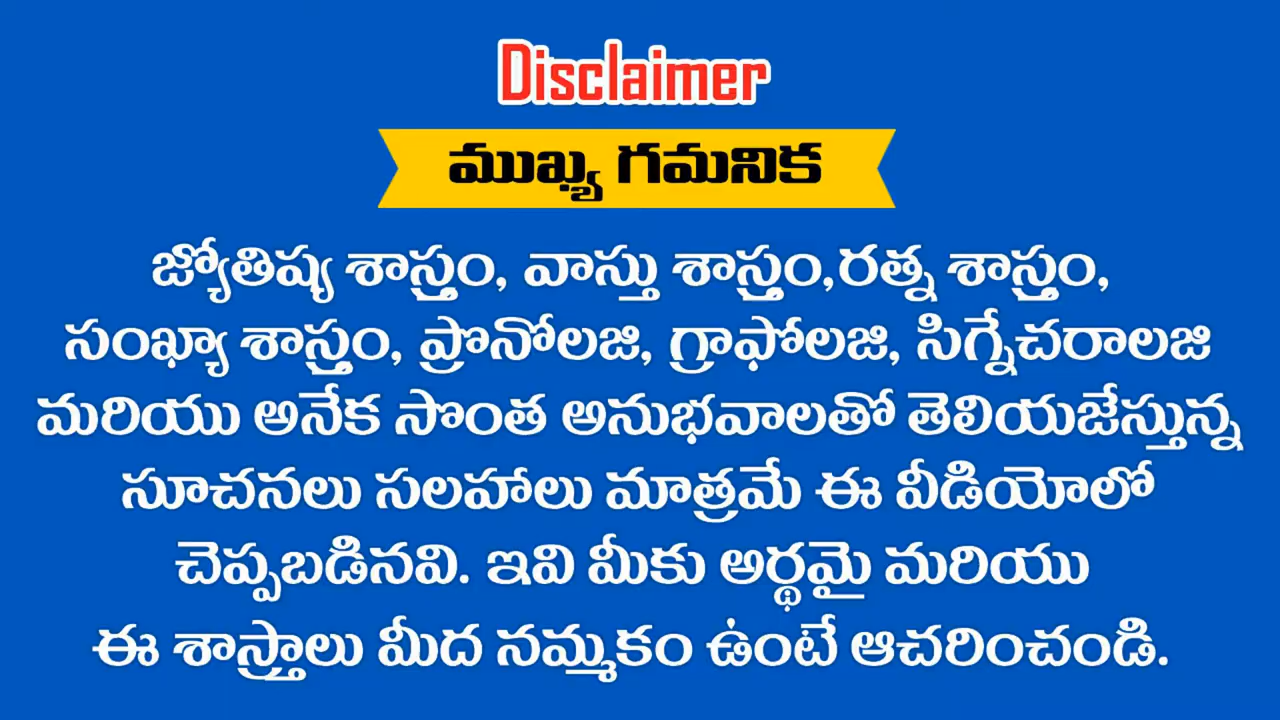 Disclaimer
ముఖ్య గమనిక
జ్యోతిష్య శాస్త్రం, వాస్తు శాస్త్రం,రత్న శాస్త్రం,
సంఖ్యా శాస్త్రం, ప్రొనోలజి, గ్రాఫోలజి, సిగ్నేచరాలజి
మరియు అనేక సొంత అనుభవాలతో తెలియజేస్తున్న
సూచనలు సలహాలు మాత్రమే ఈ వీడియోలో
చెప్పబడినవి. ఇవి మీకు అర్థమై మరియు
ఈ శాస్త్రాలు మీద నమ్మకం ఉంటే ఆచరించండి.